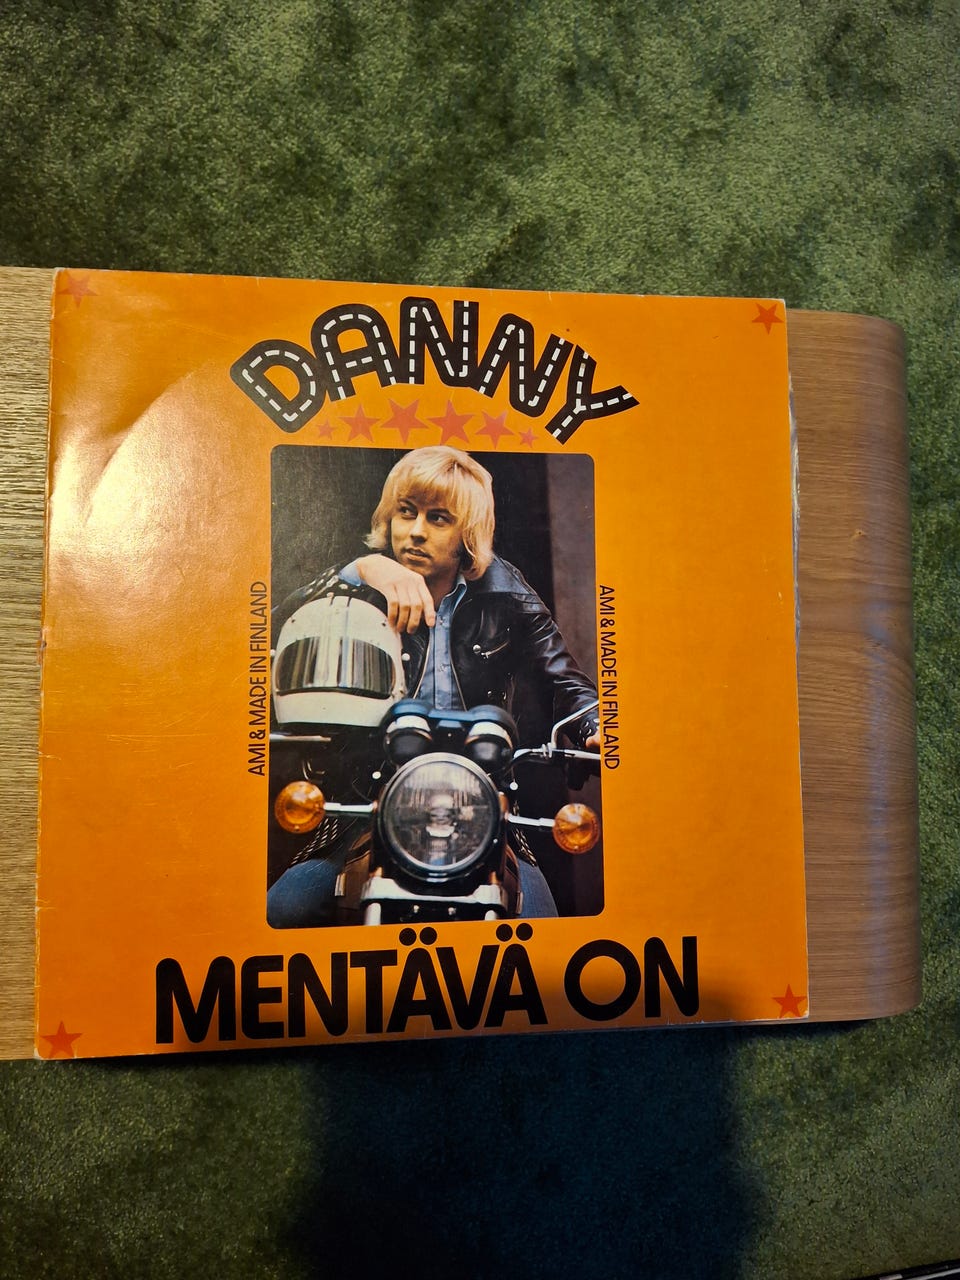 DANNY
AMI & MADE IN FINLAND
AMI & MADE IN FINLAND
MENTÄVÄ ON